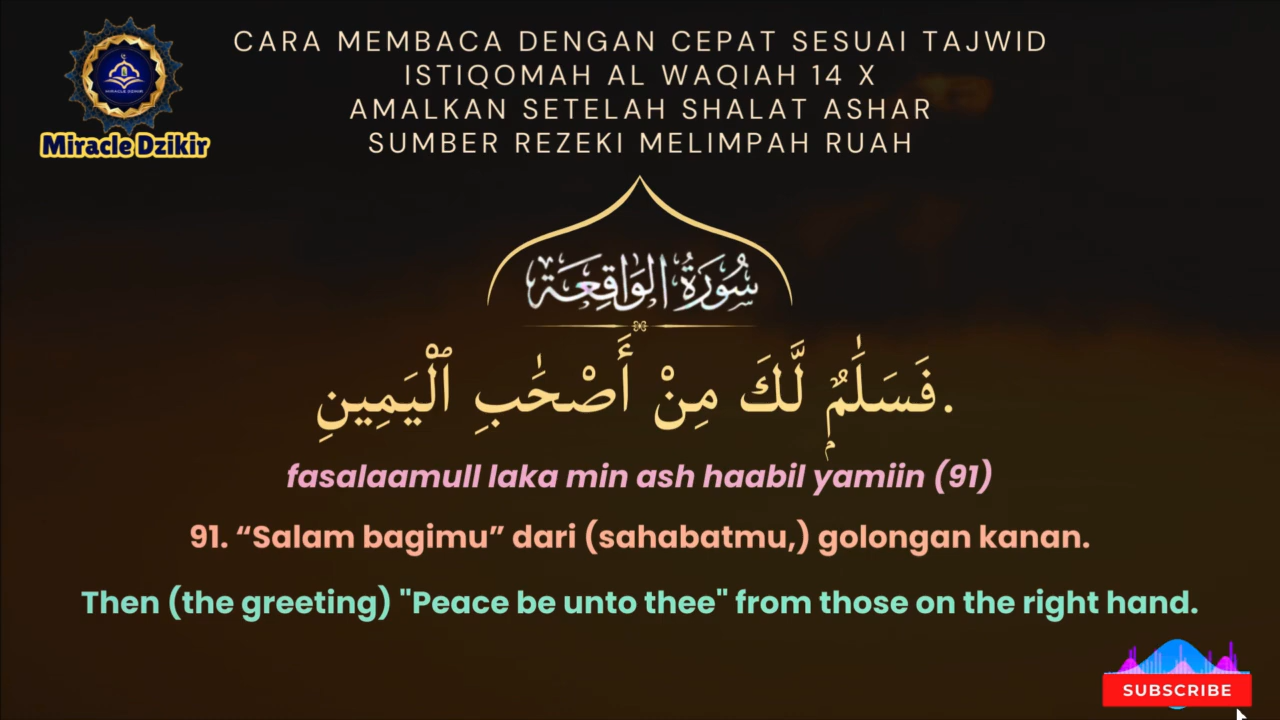 CARA MEMBACA DENGAN CEPAT SESUAI TAJWID
ISTIQOMAH AL WAQIAH 14 X
AMALKAN SETELAH SHALAT ASHAR
SUMBER REZEKI MELIMPAH RUAH
MIRACLE DZIKIR
Miracle Dzikir
سُورَةُ الوَاقِعَة
فَسَلَٰمٌۭ لَّكَ مِنْ أَصْحَٰبِ ٱلْيَمِينِ.
fasalaamull laka min ash haabil yamiin (91)
91. “Salam bagimu” dari (sahabatmu,) golongan kanan.
Then (the greeting) "Peace be unto thee" from those on the right hand.
SUBSCRIBE